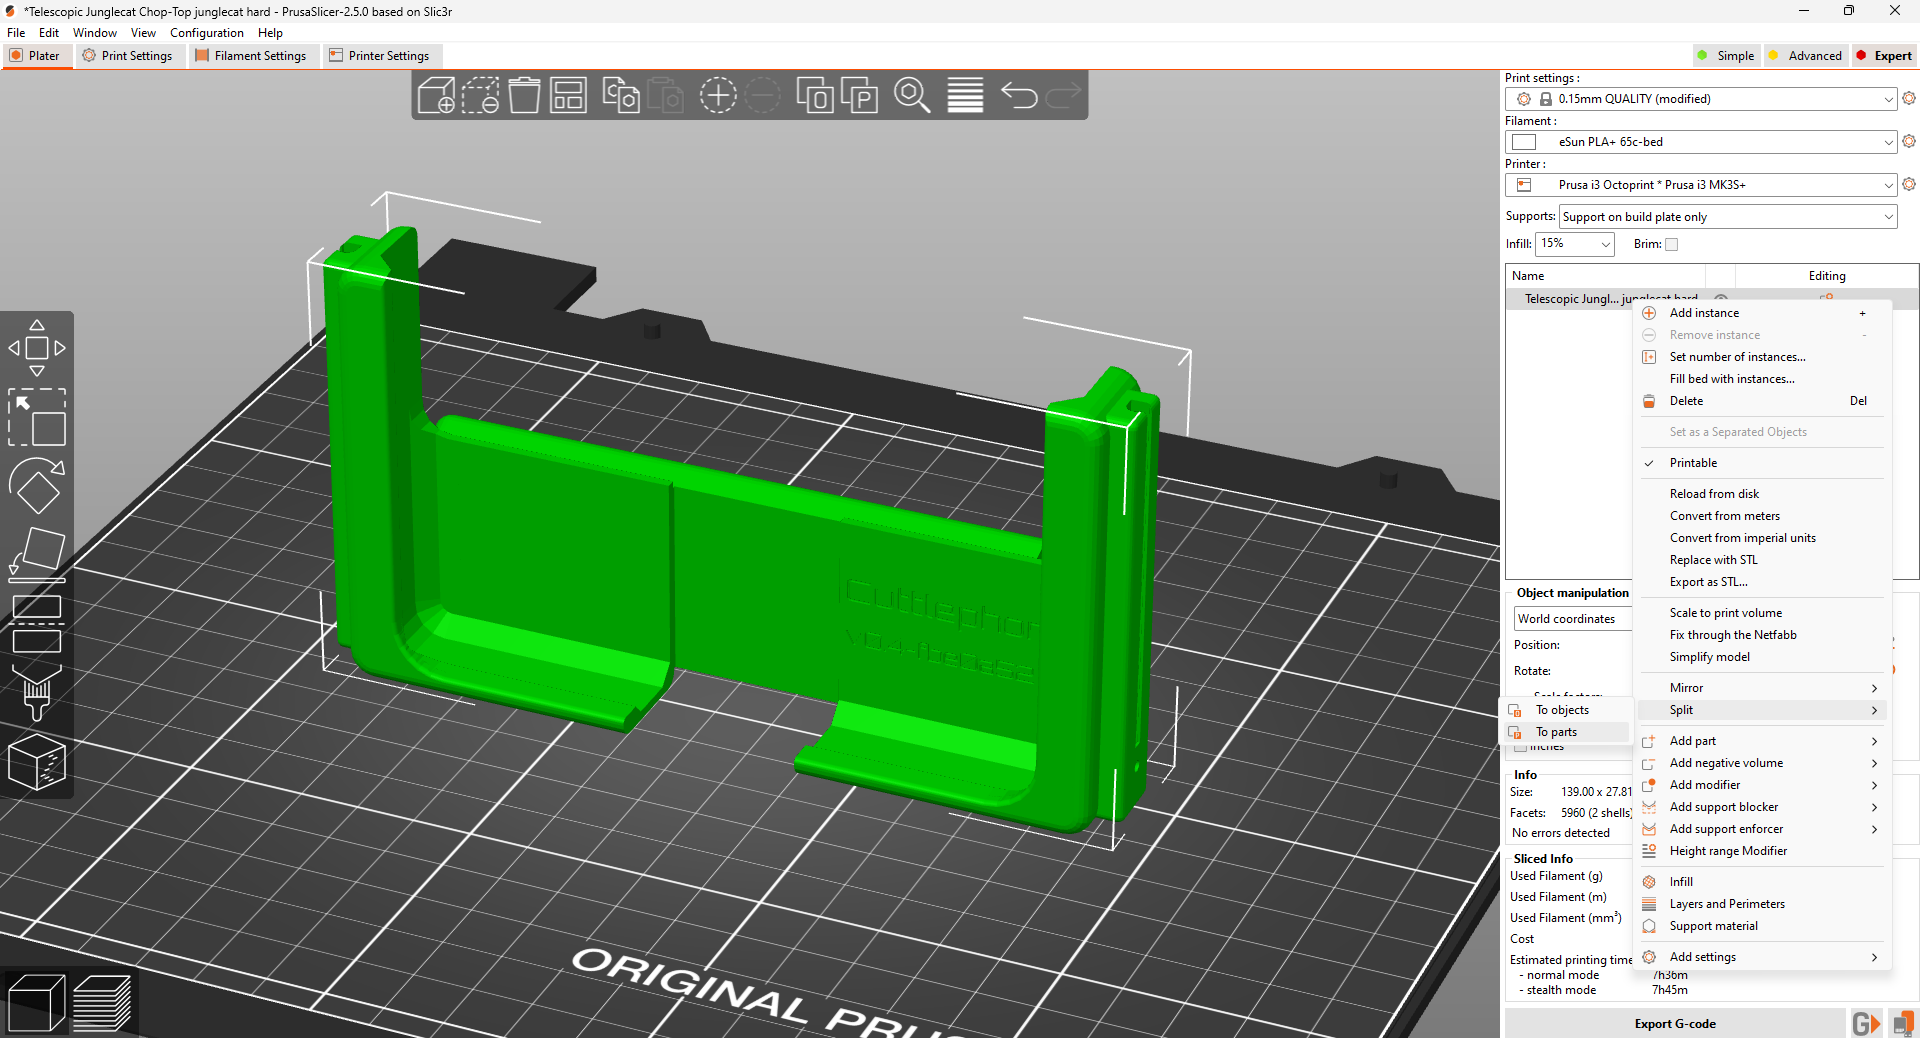 *Telescopic Junglecat Chop-Top junglecat hard - PrusaSlicer-2.5.0 based on Slic3r
File Edit Window View Configuration Help
Plater Print Settings Filament Settings Printer Settings Simple Advanced Expert
Print settings :
0.15mm QUALITY (modified)
Filament :
eSun PLA+ 65c-bed
Printer :
Prusa i3 Octoprint * Prusa i3 MK3S+
Supports: Support on build plate only
Infill: 15% Brim:
Name Editing
Telescopic Jungl... junglecat hard
Add instance +
Remove instance -
Set number of instances...
Fill bed with instances...
Delete Del
Set as a Separated Objects
Printable
Reload from disk
Convert from meters
Convert from imperial units
Replace with STL
Export as STL...
Scale to print volume
Fix through the Netfabb
Simplify model
Mirror
Split
To objects
To parts
Add part
Add negative volume
Add modifier
Add support blocker
Add support enforcer
Height range Modifier
Infill
Layers and Perimeters
Support material
Add settings
Object manipulation
World coordinates
Position:
Rotate:
Scale factors:
Inches
Info
Size: 139.00 x 27.81
Facets: 5960 (2 shells)
No errors detected
Sliced Info
Used Filament (g)
Used Filament (m)
Used Filament (mm³)
Cost
Estimated printing time
- normal mode 7h36m
- stealth mode 7h45m
Export G-code
G
Cuttlephon
ORIGINAL PRUS